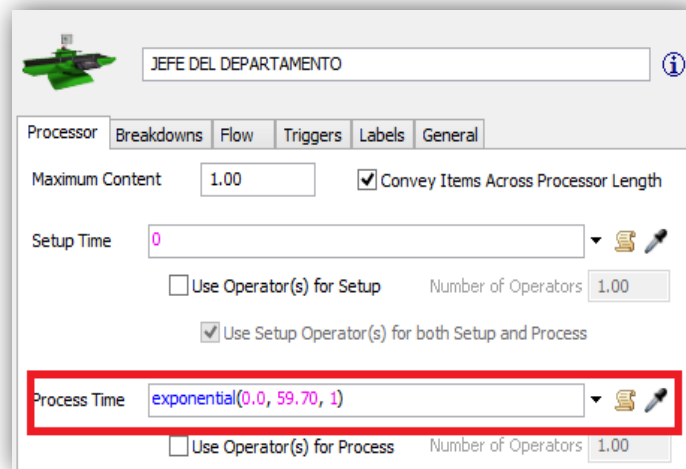 JEFE DEL DEPARTAMENTO
Processor Breakdowns Flow Triggers Labels General
Maximum Content 1.00 Convey Items Across Processor Length
Setup Time 0
Use Operator(s) for Setup Number of Operators 1.00
Use Setup Operator(s) for both Setup and Process
Process Time exponential(0.0, 59.70, 1)
Use Operator(s) for Process Number of Operators 1.00